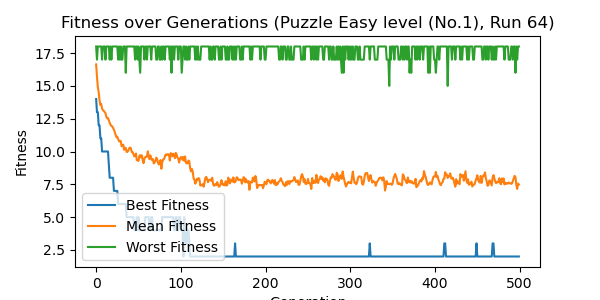 Fitness over Generations (Puzzle Easy level (No.1), Run 64)
Fitness
17.5
15.0
12.5
10.0
7.5
5.0
2.5
Best Fitness
Mean Fitness
Worst Fitness
0 100 200 300 400 500
Generation